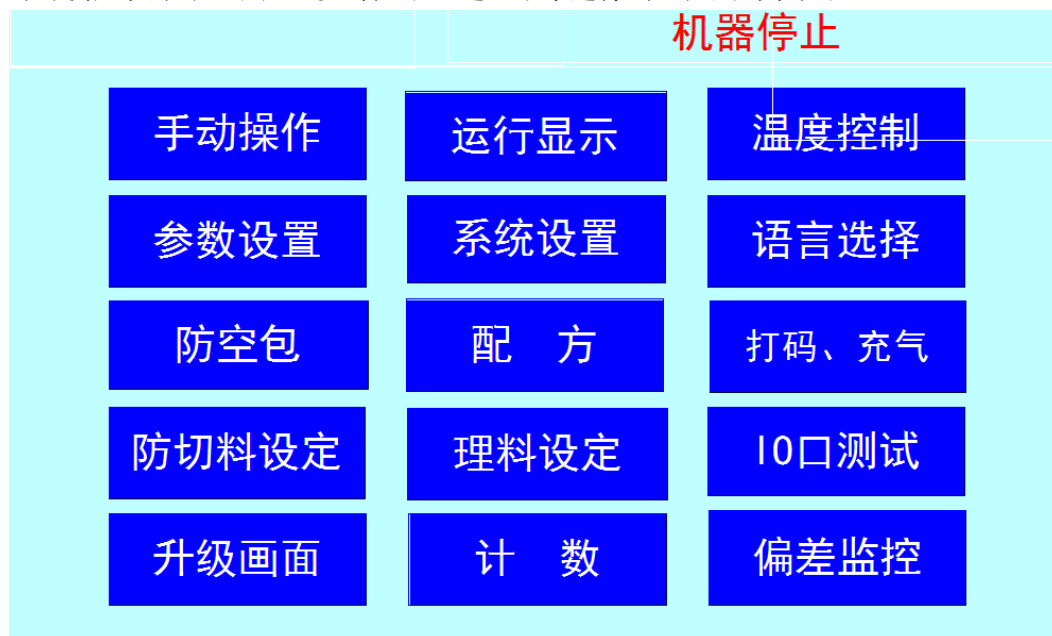 机器停止
手动操作 运行显示 温度控制
参数设置 系统设置 语言选择
防空包 配 方 打码、充气
防切料设定 理料设定 IO口测试
升级画面 计 数 偏差监控